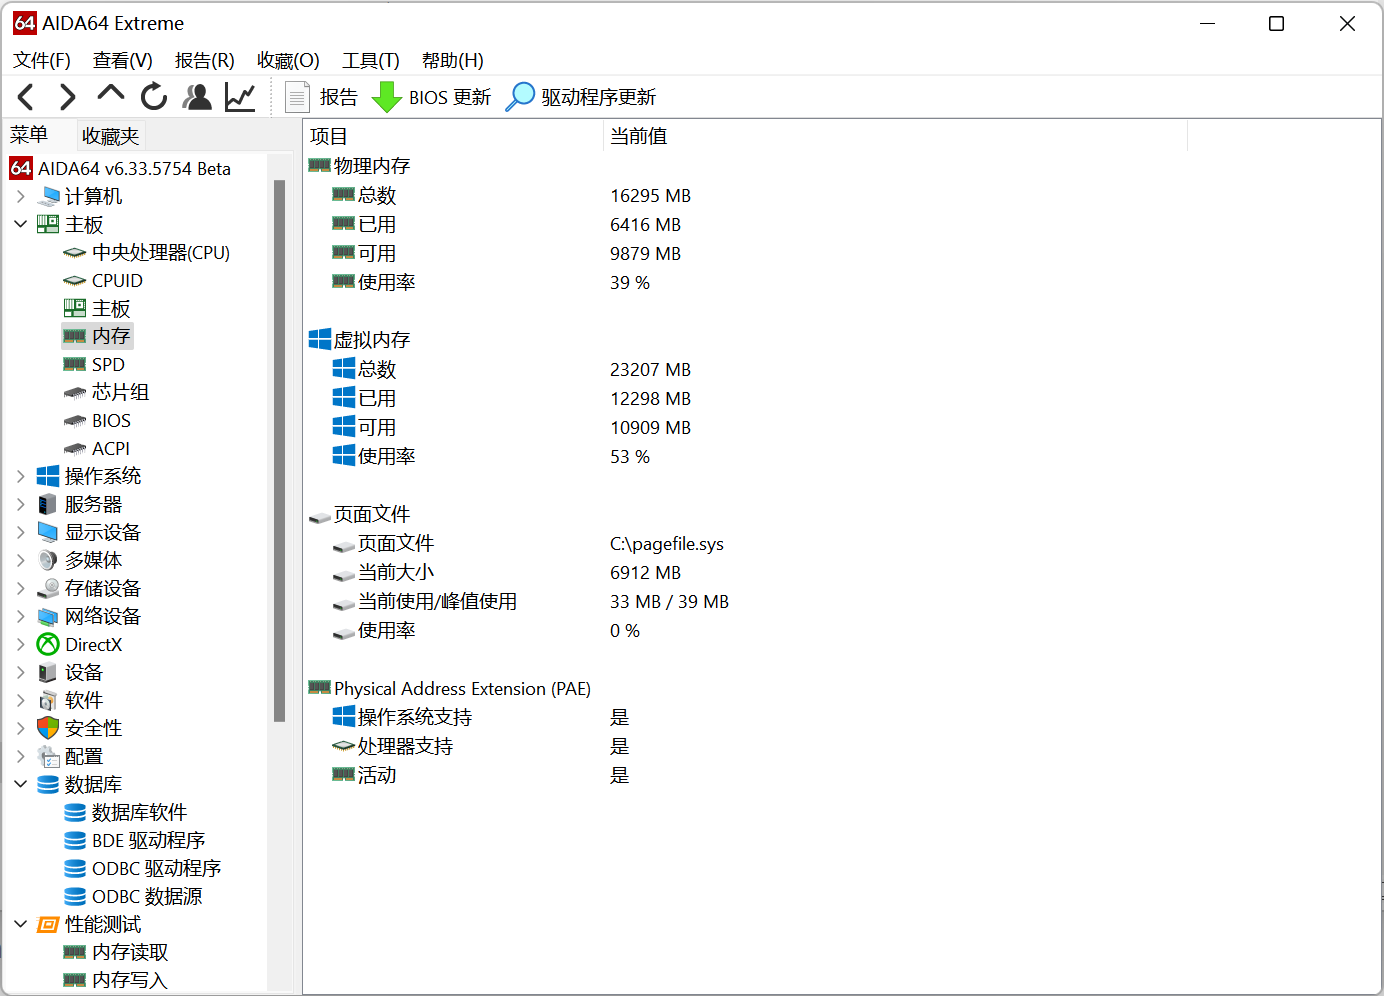 64 AIDA64 Extreme
文件(F) 查看(V) 报告(R) 收藏(O) 工具(T) 帮助(H)
报告 BIOS 更新 驱动程序更新
菜单 收藏夹
64 AIDA64 v6.33.5754 Beta
计算机
主板
中央处理器(CPU)
CPUID
主板
内存
SPD
芯片组
BIOS
ACPI
操作系统
服务器
显示设备
多媒体
存储设备
网络设备
DirectX
设备
软件
安全性
配置
数据库
数据库软件
BDE 驱动程序
ODBC 驱动程序
ODBC 数据源
性能测试
内存读取
内存写入
项目 当前值
物理内存
总数 16295 MB
已用 6416 MB
可用 9879 MB
使用率 39 %
虚拟内存
总数 23207 MB
已用 12298 MB
可用 10909 MB
使用率 53 %
页面文件
页面文件 C:\pagefile.sys
当前大小 6912 MB
当前使用/峰值使用 33 MB / 39 MB
使用率 0 %
Physical Address Extension (PAE)
操作系统支持 是
处理器支持 是
活动 是